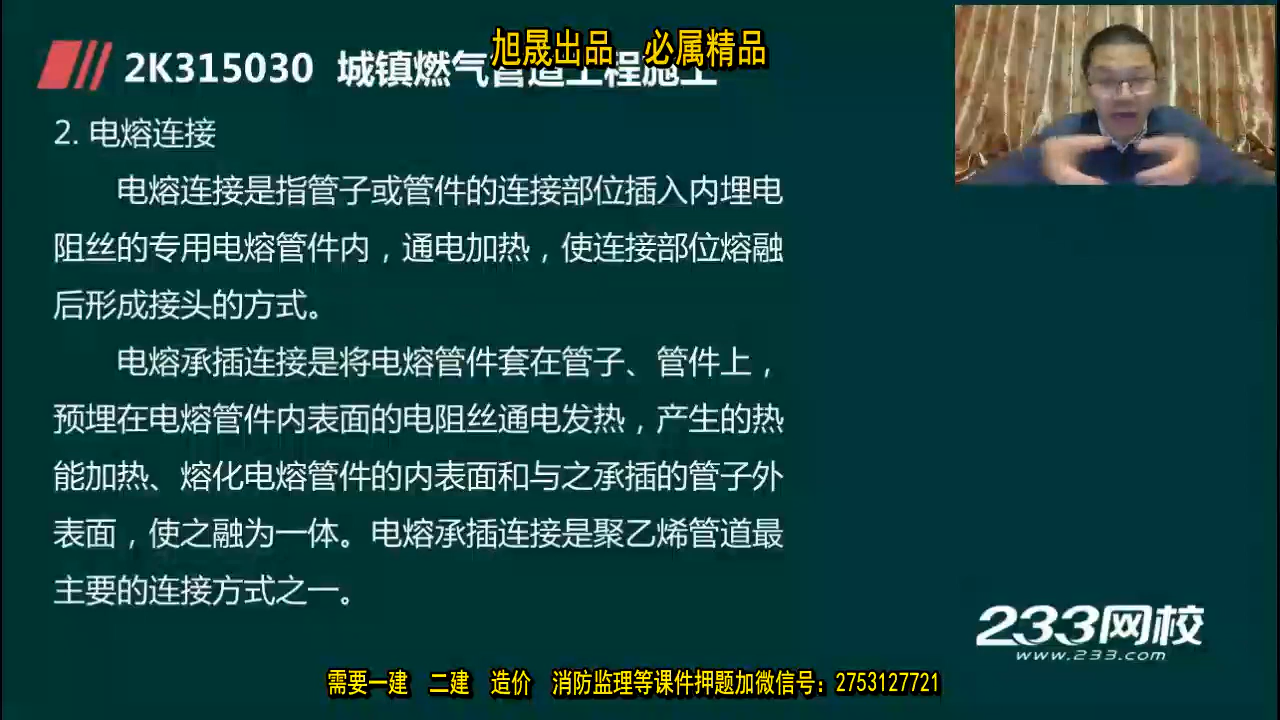 旭晟出品　必属精品
2K315030 城镇燃气管道工程施工
2. 电熔连接
电熔连接是指管子或管件的连接部位插入内埋电
阻丝的专用电熔管件内，通电加热，使连接部位熔融
后形成接头的方式。
电熔承插连接是将电熔管件套在管子、管件上，
预埋在电熔管件内表面的电阻丝通电发热，产生的热
能加热、熔化电熔管件的内表面和与之承插的管子外
表面，使之融为一体。电熔承插连接是聚乙烯管道最
主要的连接方式之一。
233网校
www.233.com
需要一建　二建　造价　消防监理等课件押题加微信号：2753127721